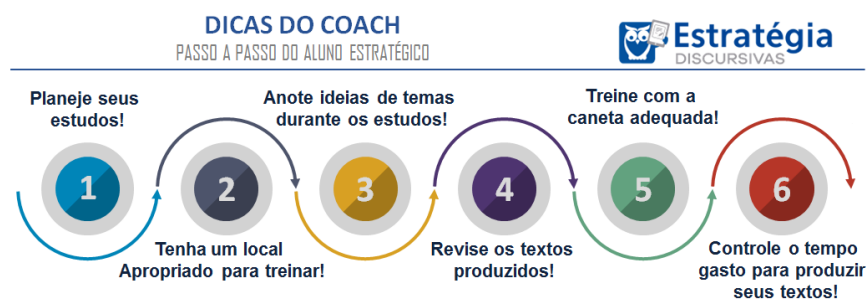 DICAS DO COACH
PASSO A PASSO DO ALUNO ESTRATÉGICO
Estratégia
DISCURSIVAS
Planeje seus
estudos!
1
2
Tenha um local
Apropriado para treinar!
Anote ideias de temas
durante os estudos!
3
4
Revise os textos
produzidos!
Treine com a
caneta adequada!
5
6
Controle o tempo
gasto para produzir
seus textos!